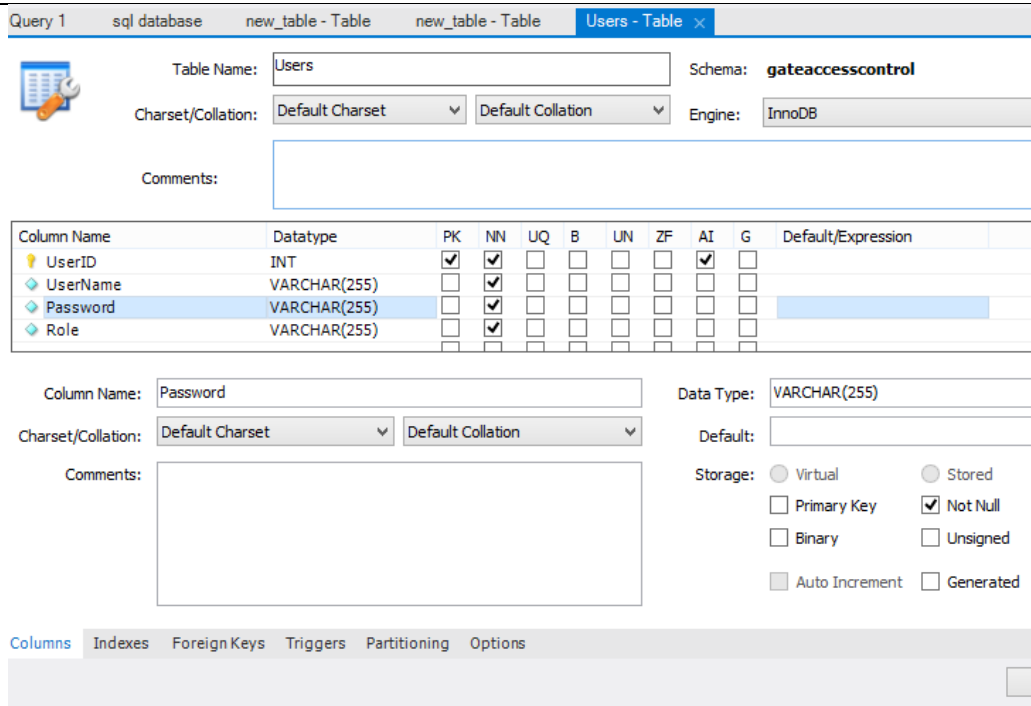 Query 1 sql database new_table - Table new_table - Table Users - Table ×
Table Name: Users Schema: gateaccesscontrol
Charset/Collation: Default Charset Default Collation Engine: InnoDB
Comments:
Column Name Datatype PK NN UQ B UN ZF AI G Default/Expression
UserID INT
UserName VARCHAR(255)
Password VARCHAR(255)
Role VARCHAR(255)
Column Name: Password Data Type: VARCHAR(255)
Charset/Collation: Default Charset Default Collation Default:
Comments: Storage: Virtual Stored
Primary Key Not Null
Binary Unsigned
Auto Increment Generated
Columns Indexes Foreign Keys Triggers Partitioning Options